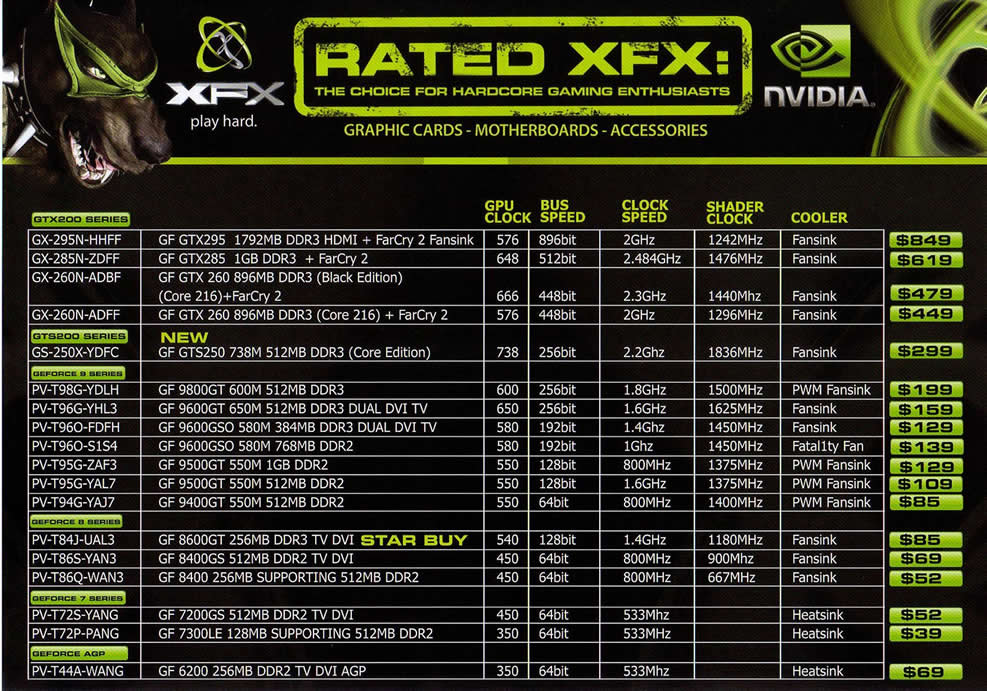 XFX
play hard.
RATED XFX:
THE CHOICE FOR HARDCORE GAMING ENTHUSIASTS
GRAPHIC CARDS - MOTHERBOARDS - ACCESSORIES
NVIDIA.
GPU CLOCK BUS SPEED CLOCK SPEED SHADER CLOCK COOLER
GTX200 SERIES
GX-295N-HHFF GF GTX295 1792MB DDR3 HDMI + FarCry 2 Fansink 576 896bit 2GHz 1242MHz Fansink $849
GX-285N-ZDFF GF GTX285 1GB DDR3 + FarCry 2 648 512bit 2.484GHz 1476MHz Fansink $619
GX-260N-ADBF GF GTX 260 896MB DDR3 (Black Edition)
(Core 216)+FarCry 2 666 448bit 2.3GHz 1440Mhz Fansink $479
GX-260N-ADFF GF GTX 260 896MB DDR3 (Core 216) + FarCry 2 576 448bit 2GHz 1296MHz Fansink $449
GTS200 SERIES NEW
GS-250X-YDFC GF GTS250 738M 512MB DDR3 (Core Edition) 738 256bit 2.2Ghz 1836MHz Fansink $299
GEFORCE 9 SERIES
PV-T98G-YDLH GF 9800GT 600M 512MB DDR3 600 256bit 1.8GHz 1500MHz PWM Fansink $199
PV-T96G-YHL3 GF 9600GT 650M 512MB DDR3 DUAL DVI TV 650 256bit 1.6GHz 1625MHz Fansink $159
PV-T96O-FDFH GF 9600GSO 580M 384MB DDR3 DUAL DVI TV 580 192bit 1.4Ghz 1450MHz Fansink $129
PV-T96O-S1S4 GF 9600GSO 580M 768MB DDR2 580 192bit 1Ghz 1450MHz Fatal1ty Fan $139
PV-T95G-ZAF3 GF 9500GT 550M 1GB DDR2 550 128bit 800MHz 1375MHz PWM Fansink $129
PV-T95G-YAL7 GF 9500GT 550M 512MB DDR2 550 128bit 1.6GHz 1375MHz PWM Fansink $109
PV-T94G-YAJ7 GF 9400GT 550M 512MB DDR2 550 64bit 800MHz 1400MHz PWM Fansink $85
GEFORCE 8 SERIES
PV-T84J-UAL3 GF 8600GT 256MB DDR3 TV DVI STAR BUY 540 128bit 1.4GHz 1180MHz Fansink $85
PV-T86S-YAN3 GF 8400GS 512MB DDR2 TV DVI 450 64bit 800MHz 900Mhz Fansink $69
PV-T86Q-WAN3 GF 8400 256MB SUPPORTING 512MB DDR2 450 64bit 800MHz 667MHz Fansink $52
GEFORCE 7 SERIES
PV-T72S-YANG GF 7200GS 512MB DDR2 TV DVI 450 64bit 533Mhz Heatsink $52
PV-T72P-PANG GF 7300LE 128MB SUPPORTING 512MB DDR2 350 64bit 533Mhz Heatsink $39
GEFORCE AGP
PV-T44A-WANG GF 6200 256MB DDR2 TV DVI AGP 350 64bit 533Mhz Heatsink $69